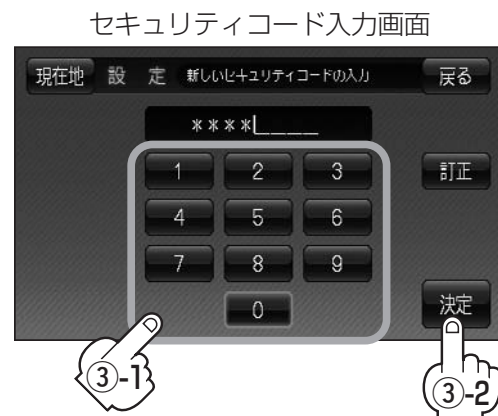 セキュリティコード入力画面
現在地 設 定 新しいセキュリティコードの入力 戻る
****____
1 2 3 訂正
4 5 6
7 8 9
0 決定
③-1 ③-2